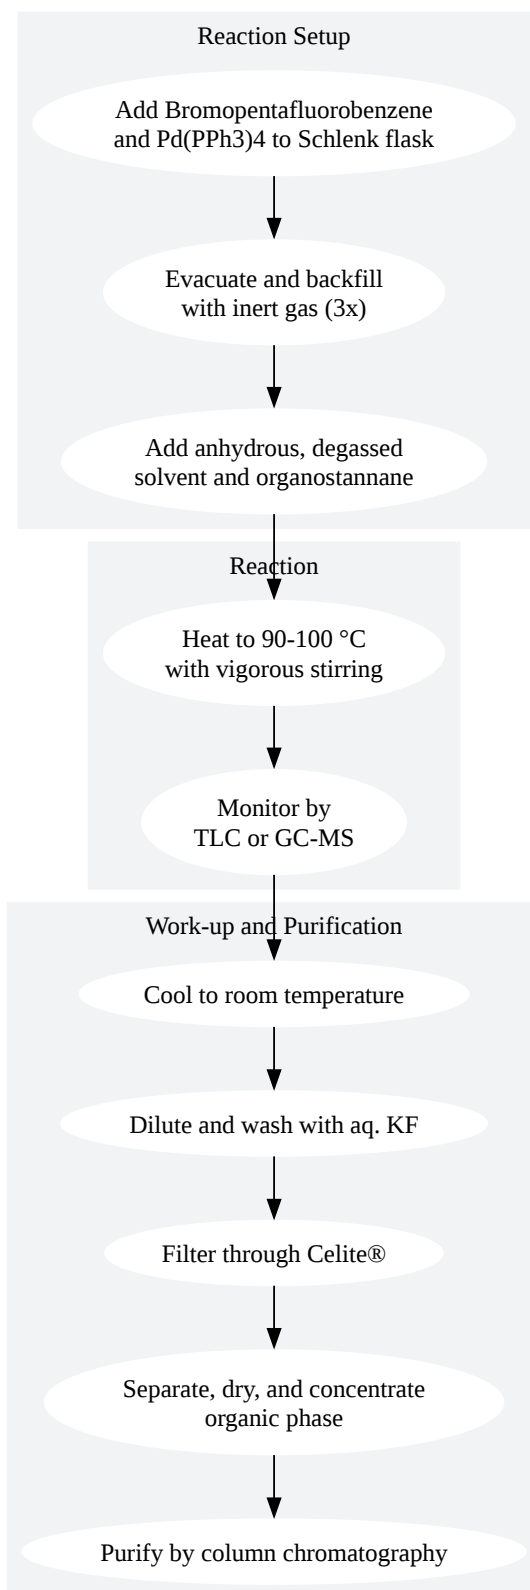 Reaction Setup
Add Bromopentafluorobenzene
and Pd(PPh3)4 to Schlenk flask
Evacuate and backfill
with inert gas (3x)
Add anhydrous, degassed
solvent and organostannane
Reaction
Heat to 90-100 °C
with vigorous stirring
Monitor by
TLC or GC-MS
Work-up and Purification
Cool to room temperature
Dilute and wash with aq. KF
Filter through Celite®
Separate, dry, and concentrate
organic phase
Purify by column chromatography